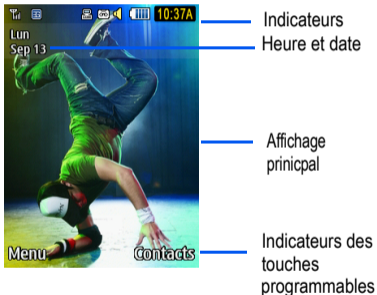 10:37A
Indicateurs
Lun
Sep 13
Heure et date
Affichage
prinicpal
Menu
Contacts
Indicateurs des
touches
programmables